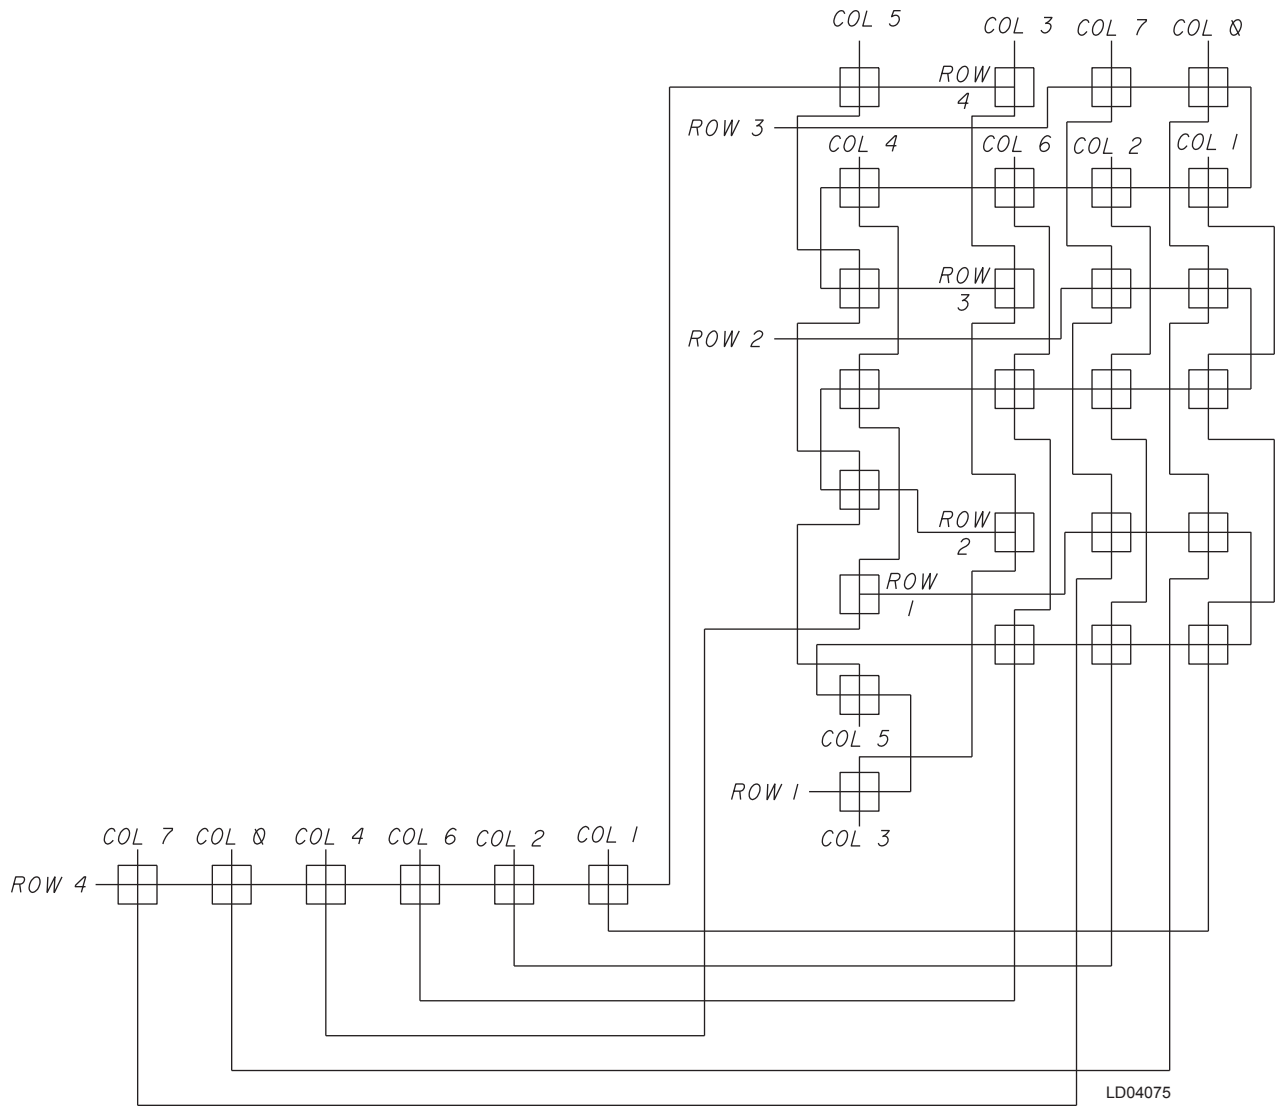 COL 5 COL 3 COL 7 COL 0
ROW
4
ROW 3
COL 4 COL 6 COL 2 COL 1
ROW
3
ROW 2
ROW
2
ROW
1
COL 5
ROW 1
COL 3
COL 7 COL 0 COL 4 COL 6 COL 2 COL 1
ROW 4
LD04075